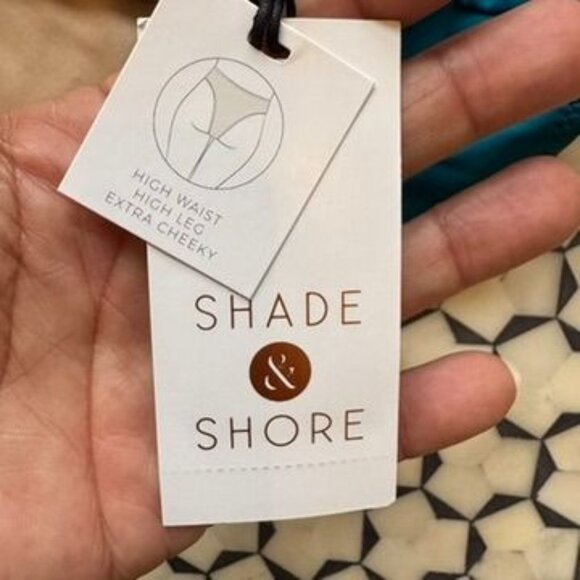 HIGH WAIST
HIGH LEG
EXTRA CHEEKY
SHADE
&
SHORE